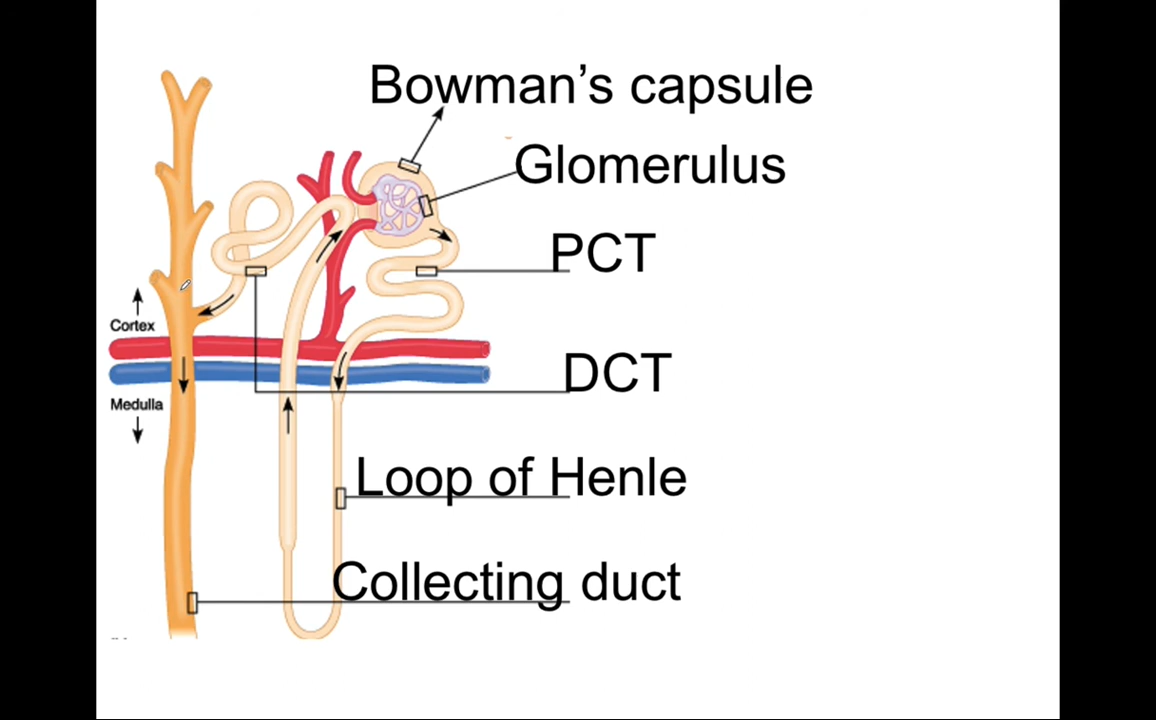 Bowman’s capsule
Glomerulus
PCT
Cortex
DCT
Medulla
Loop of Henle
Collecting duct